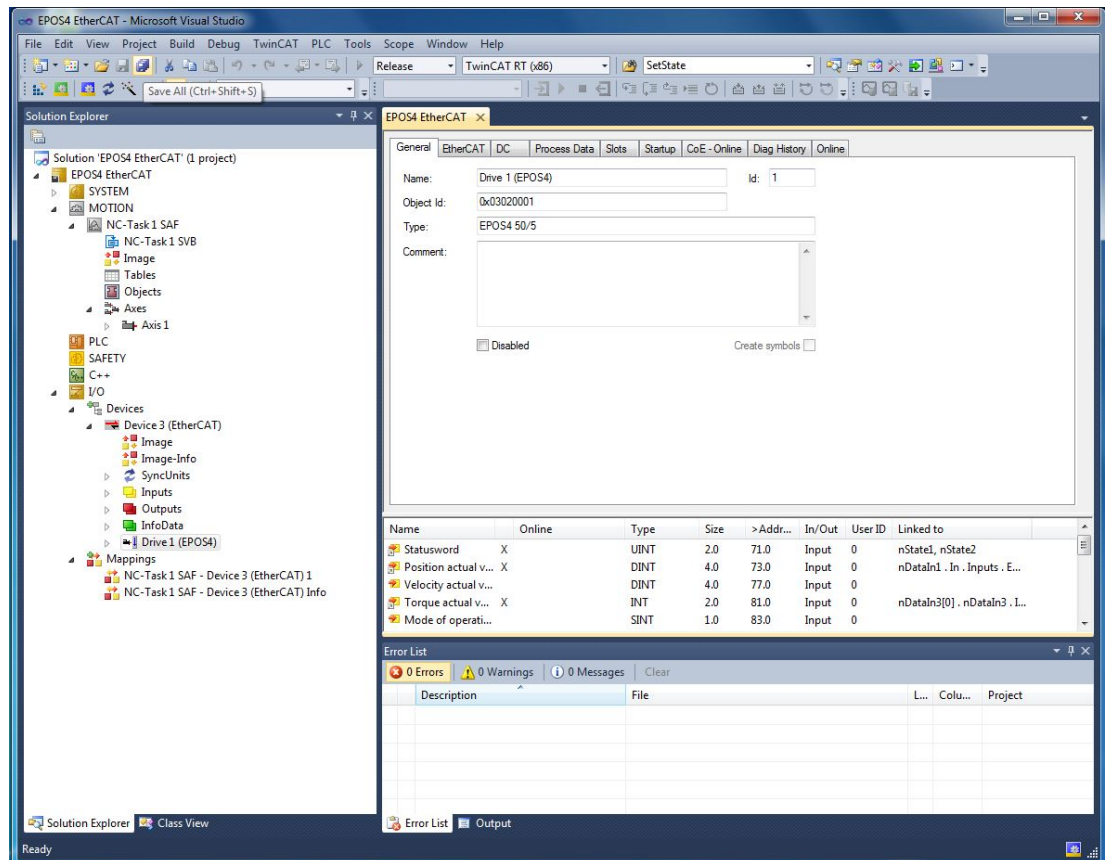 EPOS4 EtherCAT - Microsoft Visual Studio
File Edit View Project Build Debug TwinCAT PLC Tools Scope Window Help
Release TwinCAT RT (x86) SetState
Save All (Ctrl+Shift+S)
Solution Explorer
Solution 'EPOS4 EtherCAT' (1 project)
EPOS4 EtherCAT
SYSTEM
MOTION
NC-Task 1 SAF
NC-Task 1 SVB
Image
Tables
Objects
Axes
Axis 1
PLC
SAFETY
C++
I/O
Devices
Device 3 (EtherCAT)
Image
Image-Info
SyncUnits
Inputs
Outputs
InfoData
Drive 1 (EPOS4)
Mappings
NC-Task 1 SAF - Device 3 (EtherCAT) 1
NC-Task 1 SAF - Device 3 (EtherCAT) Info
Solution Explorer Class View
EPOS4 EtherCAT
General EtherCAT DC Process Data Slots Startup CoE - Online Diag History Online
Name: Drive 1 (EPOS4) Id: 1
Object Id: 0x03020001
Type: EPOS4 50/5
Comment:
Disabled Create symbols
Name Online Type Size >Addr... In/Out User ID Linked to
Statusword X UINT 2.0 71.0 Input 0 nState1, nState2
Position actual v... X DINT 4.0 73.0 Input 0 nDataIn1 . In . Inputs . E...
Velocity actual v... DINT 4.0 77.0 Input 0
Torque actual v... X INT 2.0 81.0 Input 0 nDataIn3[0] . nDataIn3 . I...
Mode of operati... SINT 1.0 83.0 Input 0
Error List
0 Errors 0 Warnings 0 Messages Clear
Description File L... Colu... Project
Error List Output
Ready